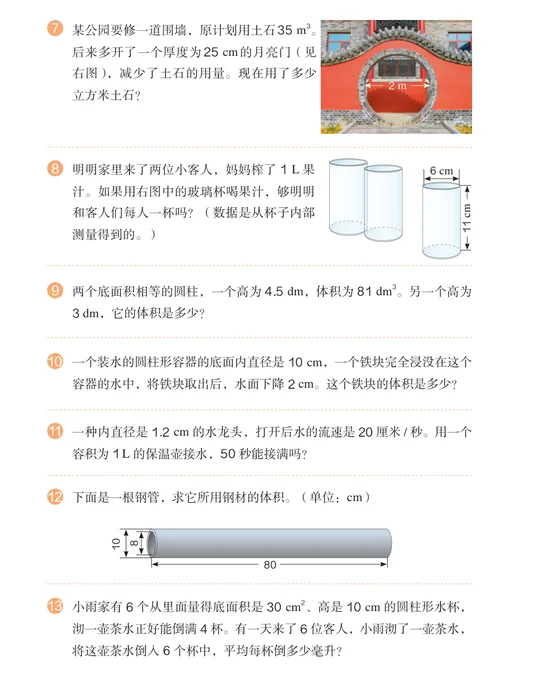 7 某公园要修一道围墙，原计划用土石35 m³。
后来多开了一个厚度为25 cm的月亮门（见
右图），减少了土石的用量。现在用了多少
立方米土石？
2 m
8 明明家里来了两位小客人，妈妈榨了 1 L 果
汁。如果用右图中的玻璃杯喝果汁，够明明
和客人们每人一杯吗？（数据是从杯子内部
测量得到的。）
6 cm
11 cm
9 两个底面积相等的圆柱，一个高为 4.5 dm，体积为 81 dm³。另一个高为
3 dm，它的体积是多少？
10 一个装水的圆柱形容器的底面内直径是 10 cm，一个铁块完全浸没在这个
容器的水中，将铁块取出后，水面下降 2 cm。这个铁块的体积是多少？
11 一种内直径是 1.2 cm 的水龙头，打开后水的流速是 20 厘米 / 秒。用一个
容积为 1 L 的保温壶接水，50 秒能接满吗？
12 下面是一根钢管，求它所用钢材的体积。（单位：cm）
10
8
80
13 小雨家有 6 个从里面量得底面积是 30 cm²、高是 10 cm 的圆柱形水杯，
沏一壶茶水正好能倒满 4 杯。有一天来了 6 位客人，小雨沏了一壶茶水，
将这壶茶水倒入 6 个杯中，平均每杯倒多少毫升？